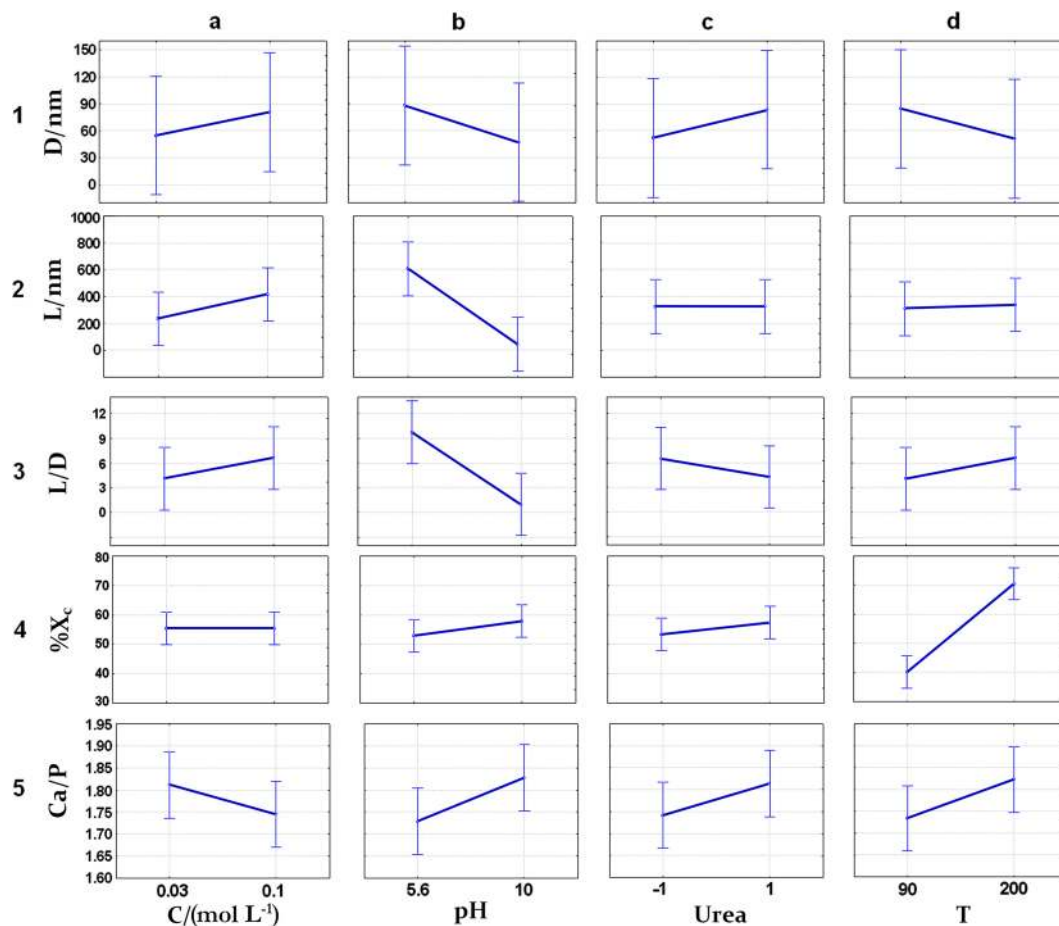 a b c d
1 D/nm 150 120 90 60 30 0
2 L/nm 1000 800 600 400 200 0
3 L/D 12 9 6 3 0
4 %Xc 80 70 60 50 40 30
5 Ca/P 1.95 1.90 1.85 1.80 1.75 1.70 1.65 1.60
0.03 0.1 5.6 10 -1 1 90 200
C/(mol L⁻¹) pH Urea T